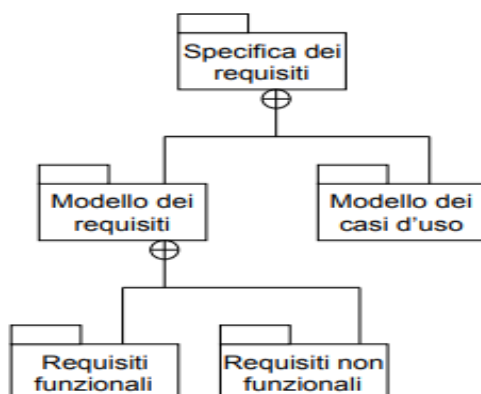 Specifica dei
requisiti
Modello dei
requisiti
Modello dei
casi d'uso
Requisiti
funzionali
Requisiti non
funzionali